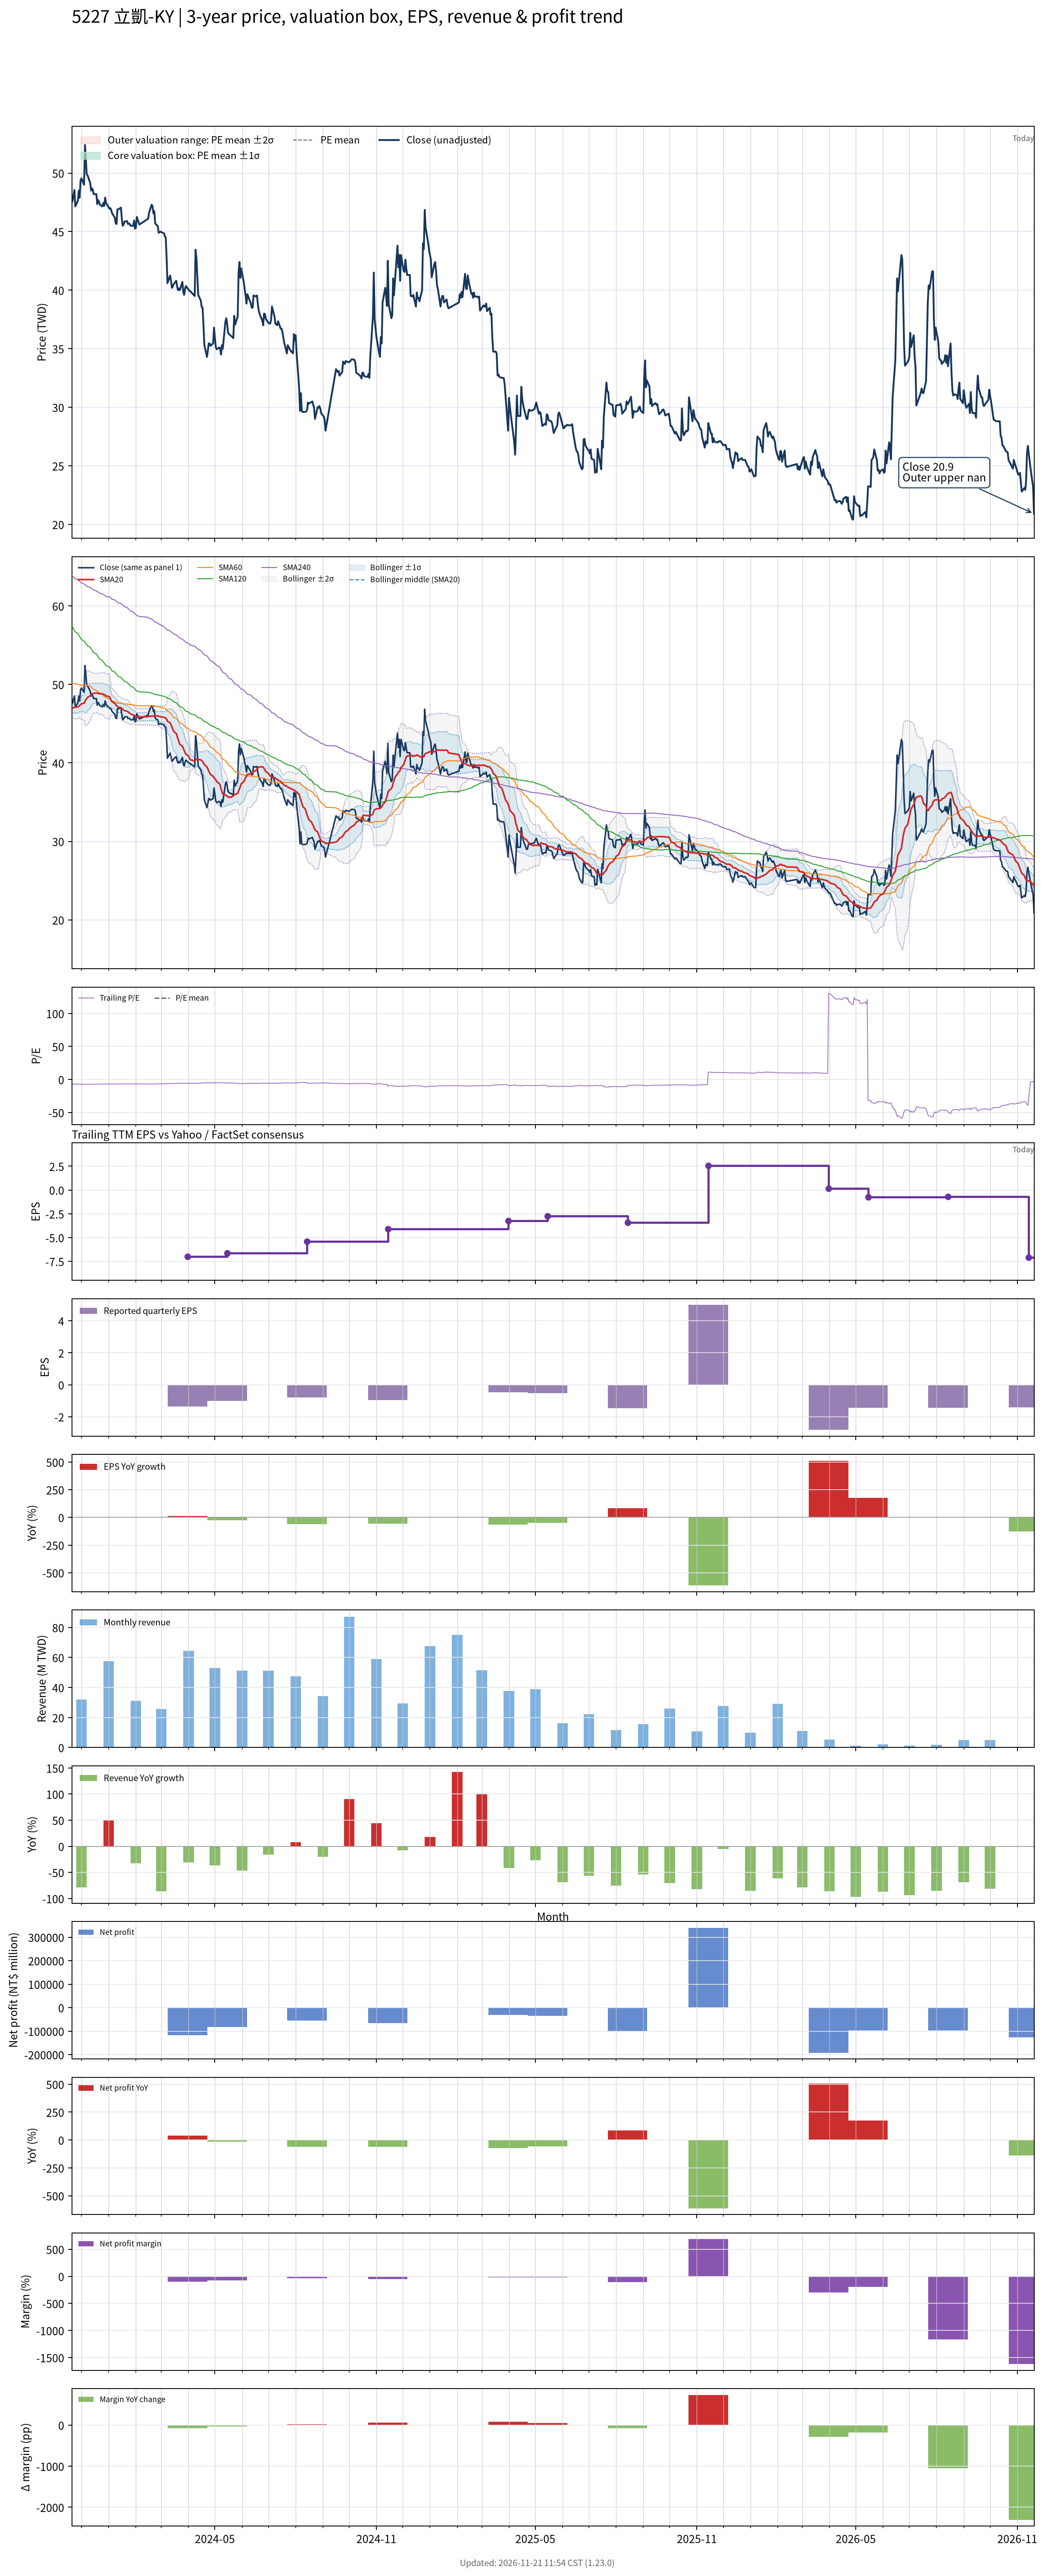 5227 立凱-KY | 3-year price, valuation box, EPS, revenue & profit trend
Outer valuation range: PE mean ±2σ
PE mean
Close (unadjusted)
Core valuation box: PE mean ±1σ
Today
50
45
40
35
30
25
20
Price (TWD)
Close 20.9
Outer upper nan
Close (same as panel 1)
SMA20
SMA60
SMA120
SMA240
Bollinger ±2σ
Bollinger ±1σ
Bollinger middle (SMA20)
60
50
40
30
20
Price
Trailing P/E
P/E mean
100
50
0
-50
P/E
Trailing TTM EPS vs Yahoo / FactSet consensus
Today
2.5
0.0
-2.5
-5.0
-7.5
EPS
Reported quarterly EPS
4
2
0
-2
EPS
EPS YoY growth
500
250
0
-250
-500
YoY (%)
Monthly revenue
80
60
40
20
0
Revenue (M TWD)
Revenue YoY growth
150
100
50
0
-50
-100
YoY (%)
Month
Net profit
300000
200000
100000
0
-100000
-200000
Net profit (NT$ million)
Net profit YoY
500
250
0
-250
-500
YoY (%)
Net profit margin
500
0
-500
-1000
-1500
Margin (%)
Margin YoY change
0
-1000
-2000
Δ margin (pp)
2024-05
2024-11
2025-05
2025-11
2026-05
2026-11
Updated: 2026-11-21 11:54 CST (1.23.0)